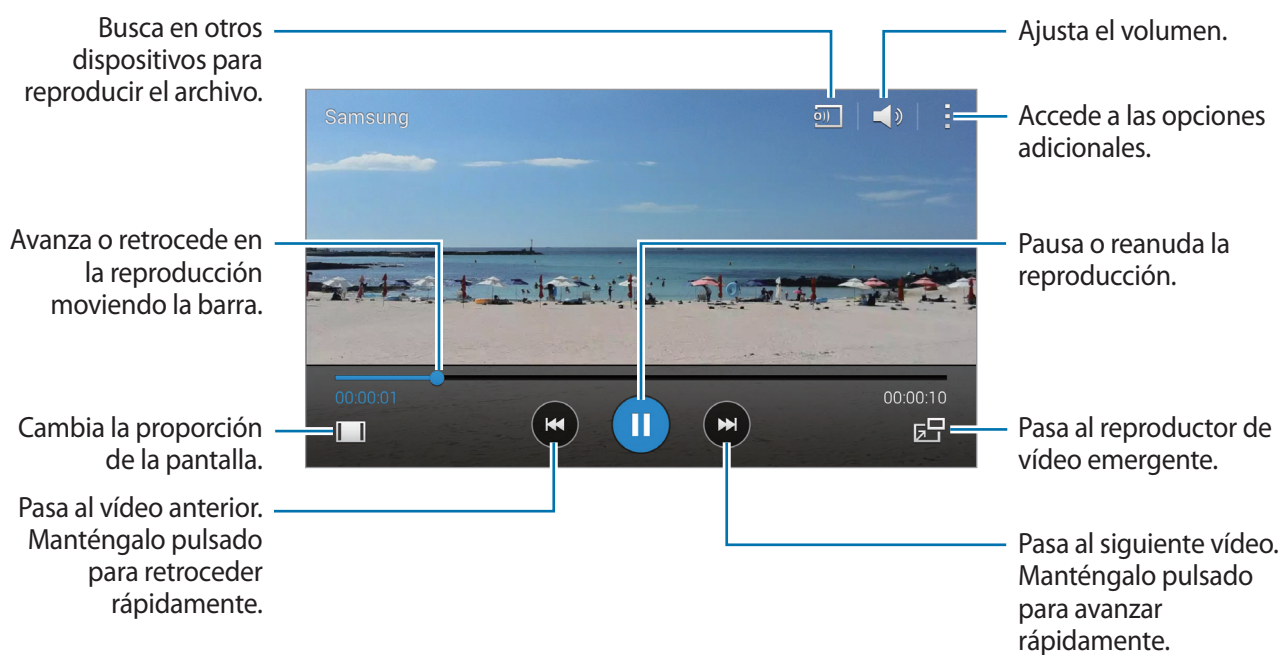 Busca en otros
dispositivos para
reproducir el archivo.
Ajusta el volumen.
Accede a las opciones
adicionales.
Samsung
Avanza o retrocede en
la reproducción
moviendo la barra.
Pausa o reanuda la
reproducción.
00:00:01
00:00:10
Cambia la proporción
de la pantalla.
Pasa al reproductor de
vídeo emergente.
Pasa al vídeo anterior.
Manténgalo pulsado
para retroceder
rápidamente.
Pasa al siguiente vídeo.
Manténgalo pulsado
para avanzar
rápidamente.